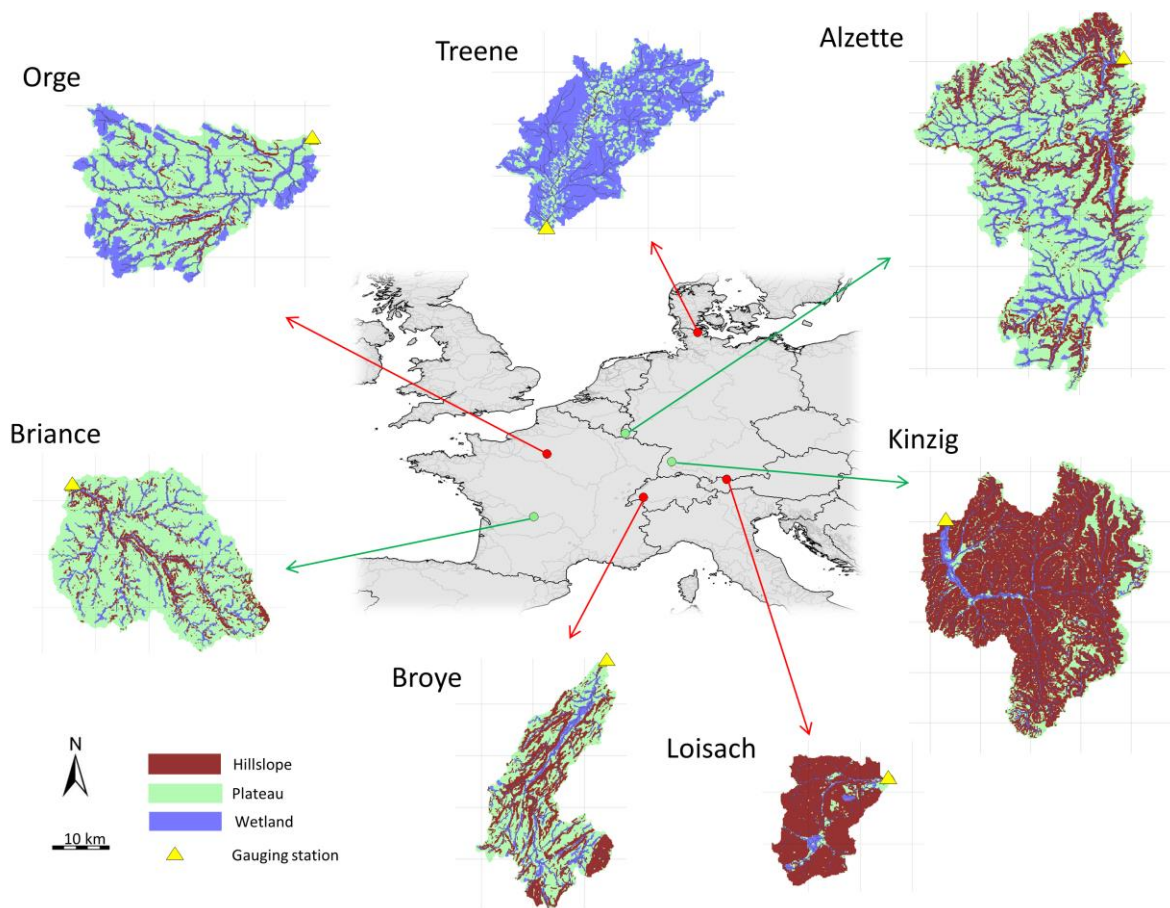 Orge
Treene
Alzette
Briance
Kinzig
Broye
Loisach
N
10 km
Hillslope
Plateau
Wetland
Gauging station